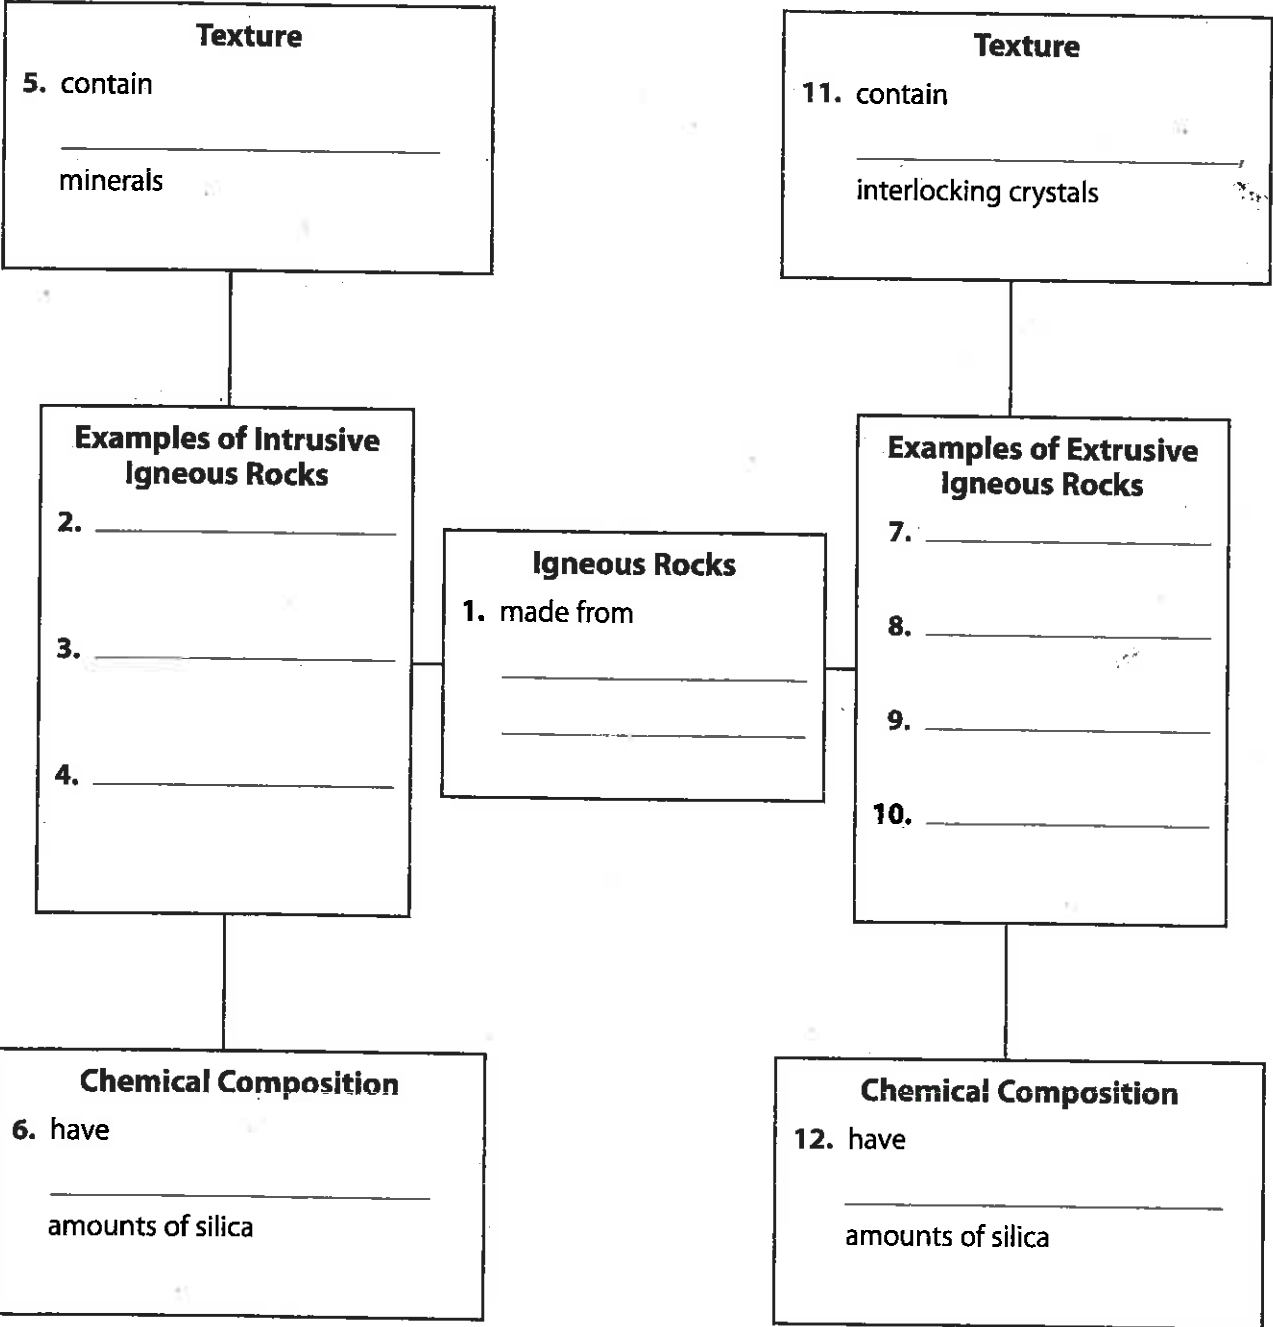 Texture
5. contain
minerals
Texture
11. contain
,
interlocking crystals
Examples of Intrusive
Igneous Rocks
2.
3.
4.
Igneous Rocks
1. made from
Examples of Extrusive
Igneous Rocks
7.
8.
9.
10.
Chemical Composition
6. have
amounts of silica
Chemical Composition
12. have
amounts of silica